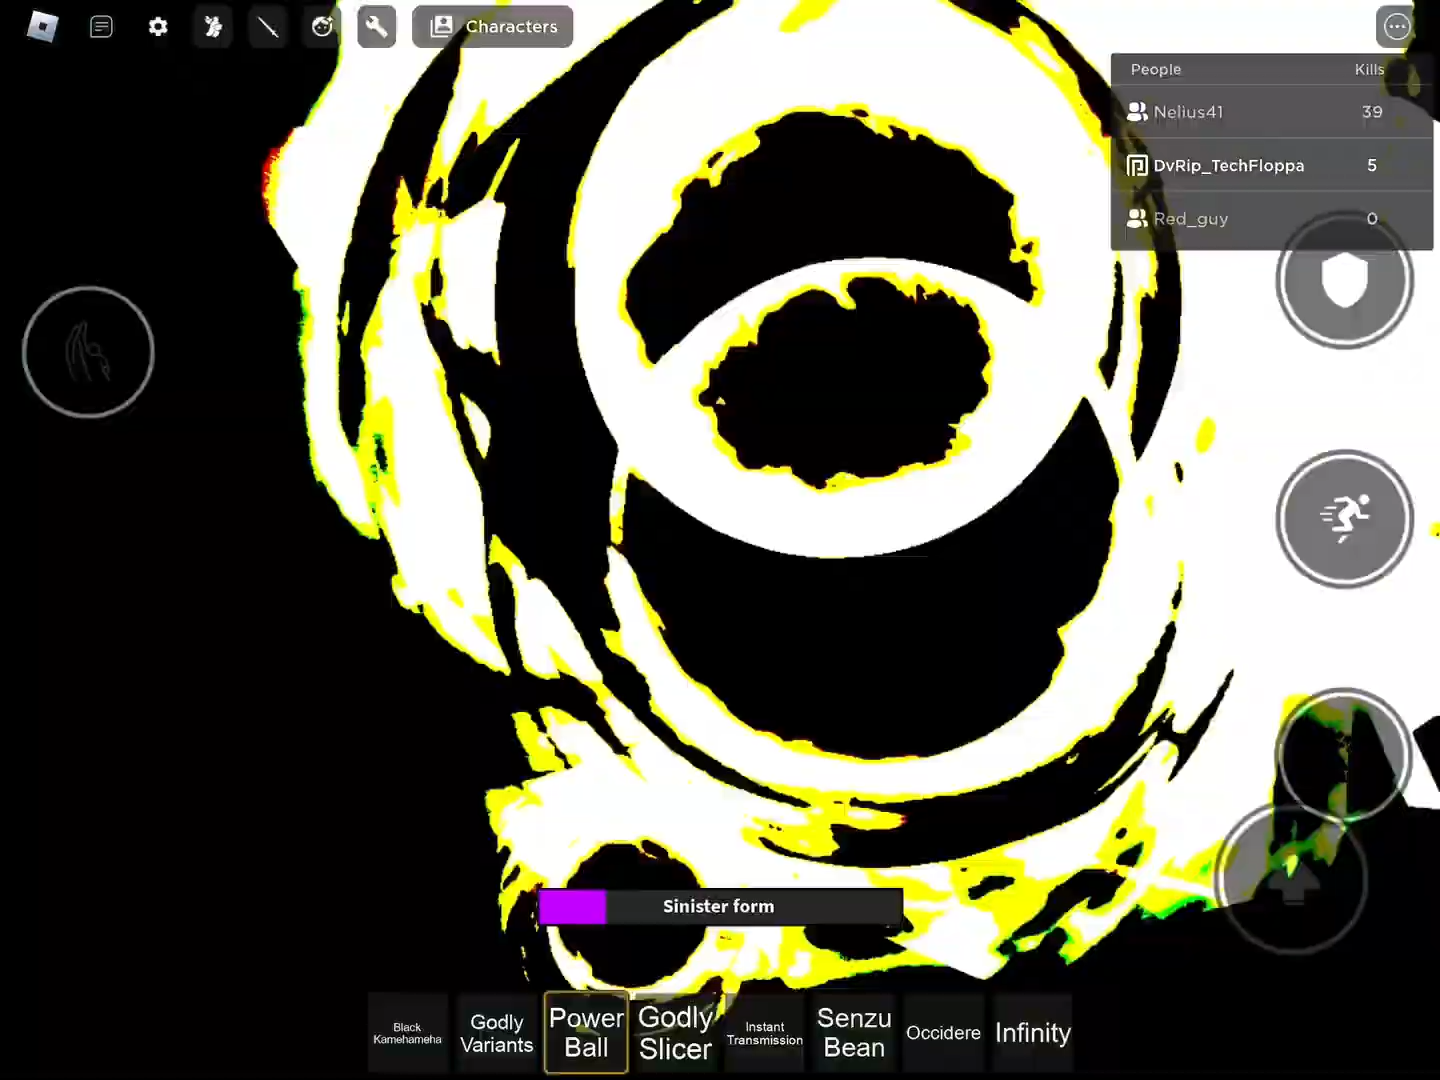 Characters
People Kills
Nelius41 39
DvRip_TechFloppa 5
Red_guy 0
Sinister form
Black
Kamehameha
Godly
Variants
Power
Ball
Godly
Slicer
Instant
Transmission
Senzu
Bean
Occidere
Infinity